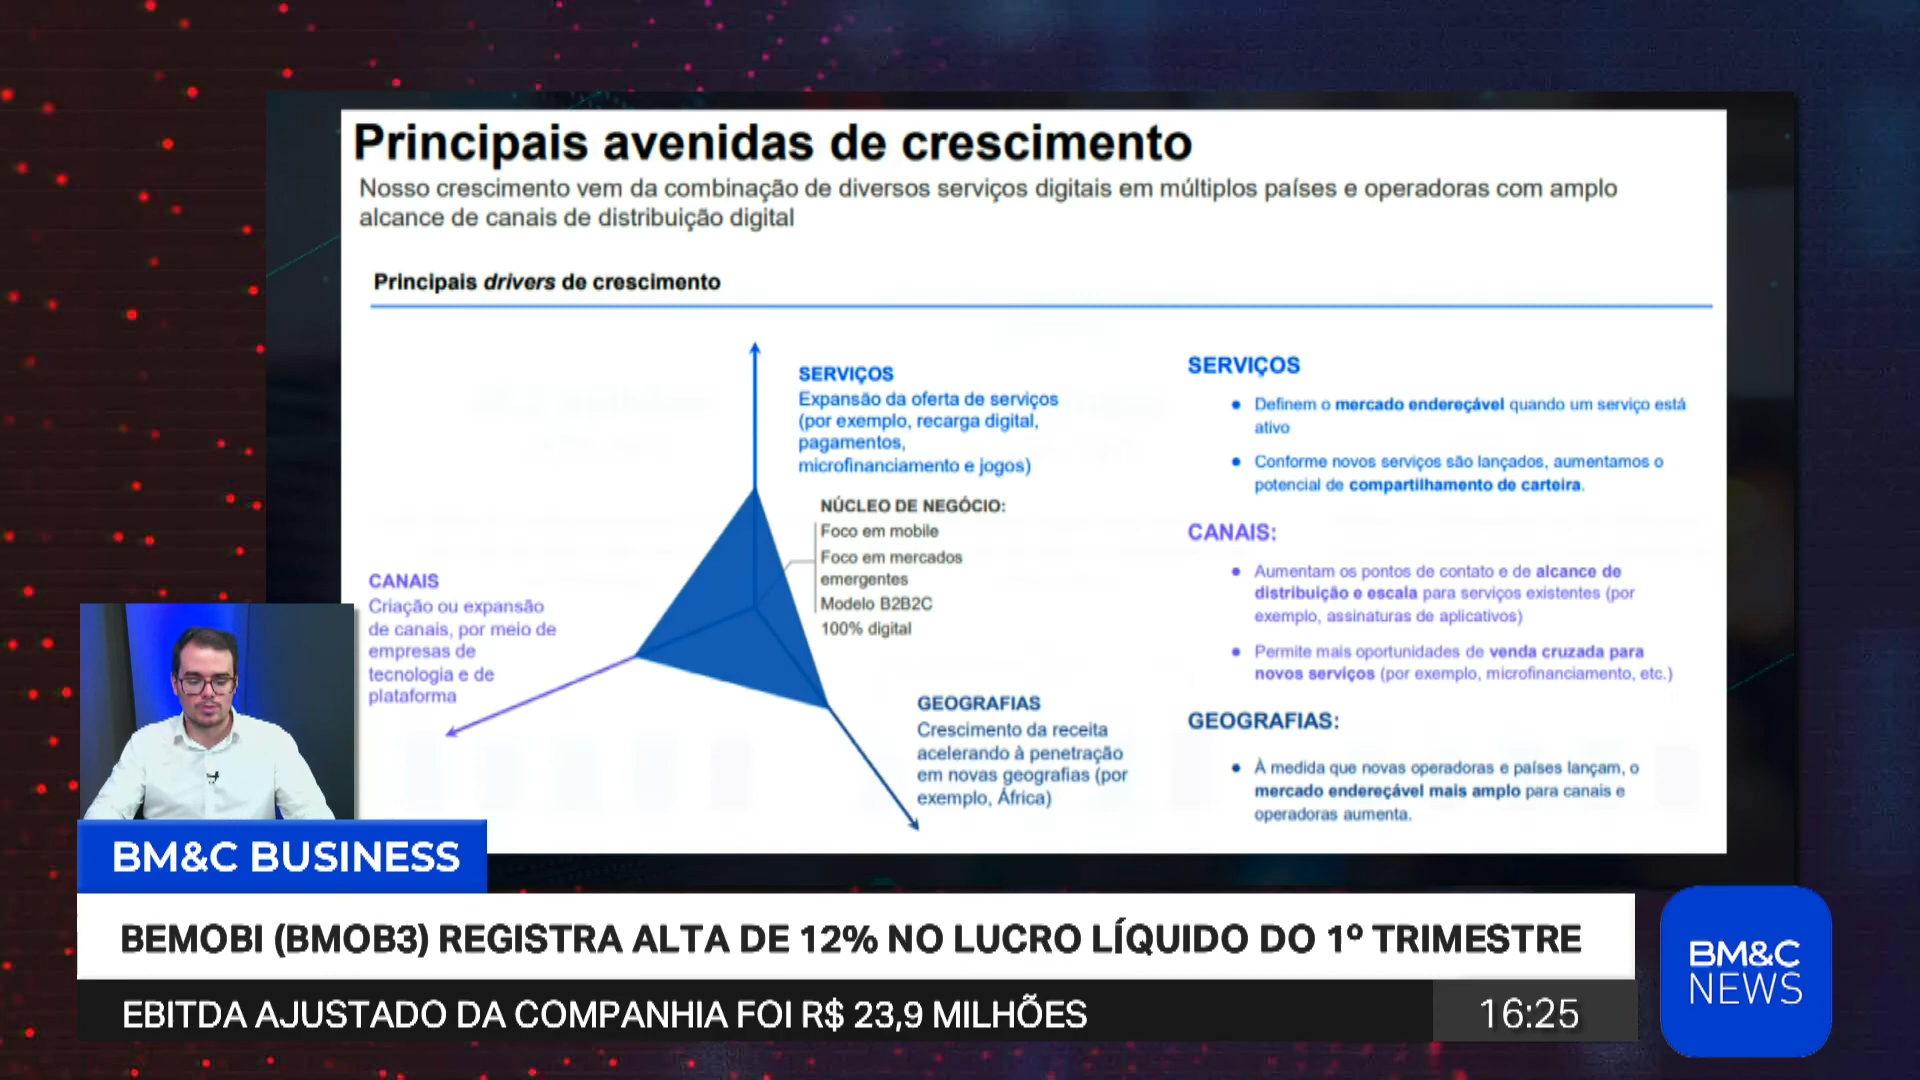 Principais avenidas de crescimento
Nosso crescimento vem da combinação de diversos serviços digitais em múltiplos países e operadoras com amplo
alcance de canais de distribuição digital
Principais drivers de crescimento
SERVIÇOS
Expansão da oferta de serviços
(por exemplo, recarga digital,
pagamentos,
microfinanciamento e jogos)
NÚCLEO DE NEGÓCIO:
Foco em mobile
Foco em mercados
emergentes
Modelo B2B2C
100% digital
CANAIS
Criação ou expansão
de canais, por meio de
empresas de
tecnologia e de
plataforma
GEOGRAFIAS
Crescimento da receita
acelerando à penetração
em novas geografias (por
exemplo, África)
SERVIÇOS
• Definem o mercado endereçável quando um serviço está
ativo
• Conforme novos serviços são lançados, aumentamos o
potencial de compartilhamento de carteira.
CANAIS:
• Aumentam os pontos de contato e de alcance de
distribuição e escala para serviços existentes (por
exemplo, assinaturas de aplicativos)
• Permite mais oportunidades de venda cruzada para
novos serviços (por exemplo, microfinanciamento, etc.)
GEOGRAFIAS:
• À medida que novas operadoras e países lançam, o
mercado endereçável mais amplo para canais e
operadoras aumenta.
BM&C BUSINESS
BEMOBI (BMOB3) REGISTRA ALTA DE 12% NO LUCRO LÍQUIDO DO 1º TRIMESTRE
EBITDA AJUSTADO DA COMPANHIA FOI R$ 23,9 MILHÕES
16:25
BM&C
NEWS